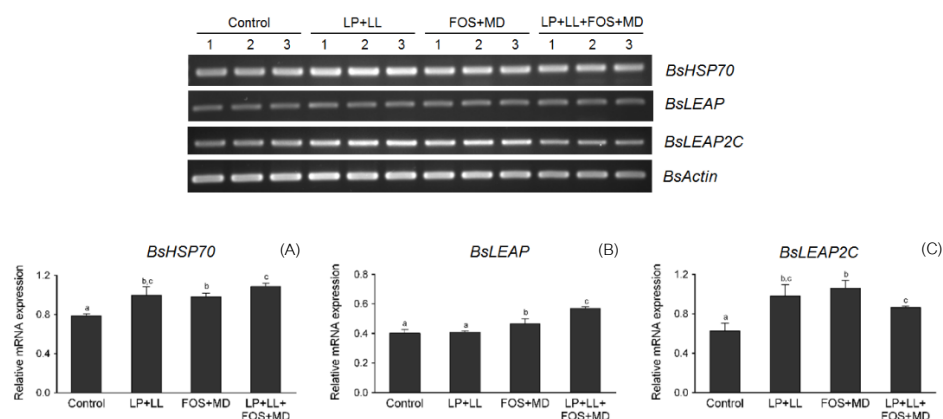 Control LP+LL FOS+MD LP+LL+FOS+MD
1 2 3 1 2 3 1 2 3 1 2 3
BsHSP70
BsLEAP
BsLEAP2C
BsActin
BsHSP70 (A)
Relative mRNA expression
1.2
0.8
0.4
0.0
a
b,c
b
c
Control LP+LL FOS+MD LP+LL+
FOS+MD
BsLEAP (B)
Relative mRNA expression
0.8
0.6
0.4
0.2
0.0
a
a
b
c
Control LP+LL FOS+MD LP+LL+
FOS+MD
BsLEAP2C (C)
Relative mRNA expression
1.2
0.8
0.4
0.0
a
b,c
b
c
Control LP+LL FOS+MD LP+LL+
FOS+MD